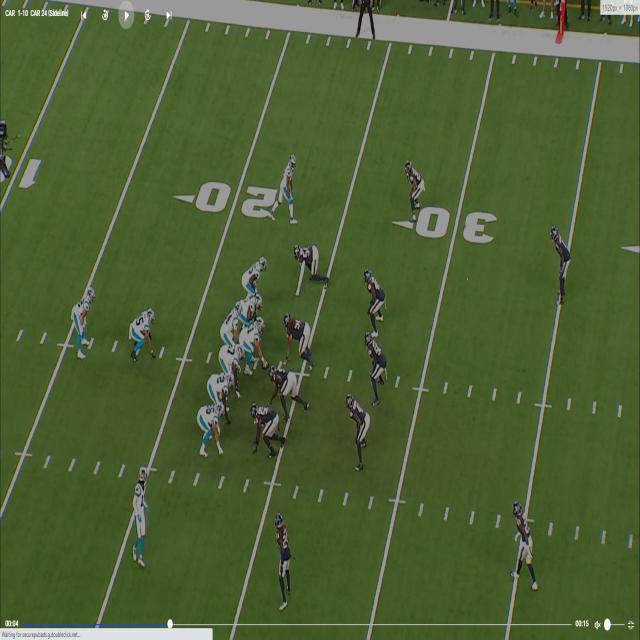 CAR 1-10 CAR 24 (Sideline)
1920px × 1080px
1
20
30
00:04
00:15
Waiting for securepubads.g.doubleclick.net...